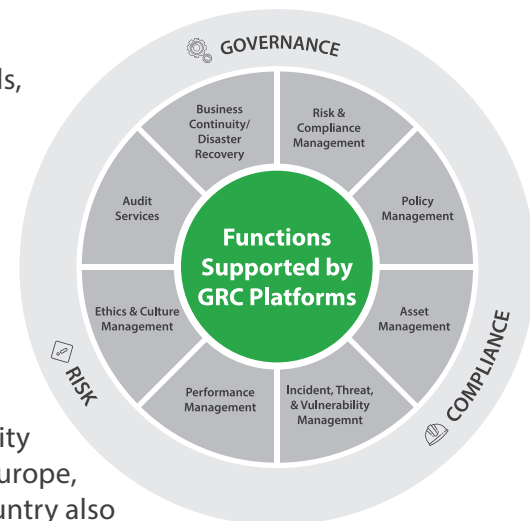 GOVERNANCE
ls,
Business
Continuity/
Disaster
Recovery
Risk &
Compliance
Management
Audit
Services
Policy
Management
Functions
Supported by
GRC Platforms
Ethics & Culture
Management
Asset
Management
RISK
COMPLIANCE
Performance
Management
Incident, Threat,
& Vulnerability
Managemnt
ity
urope,
untry also